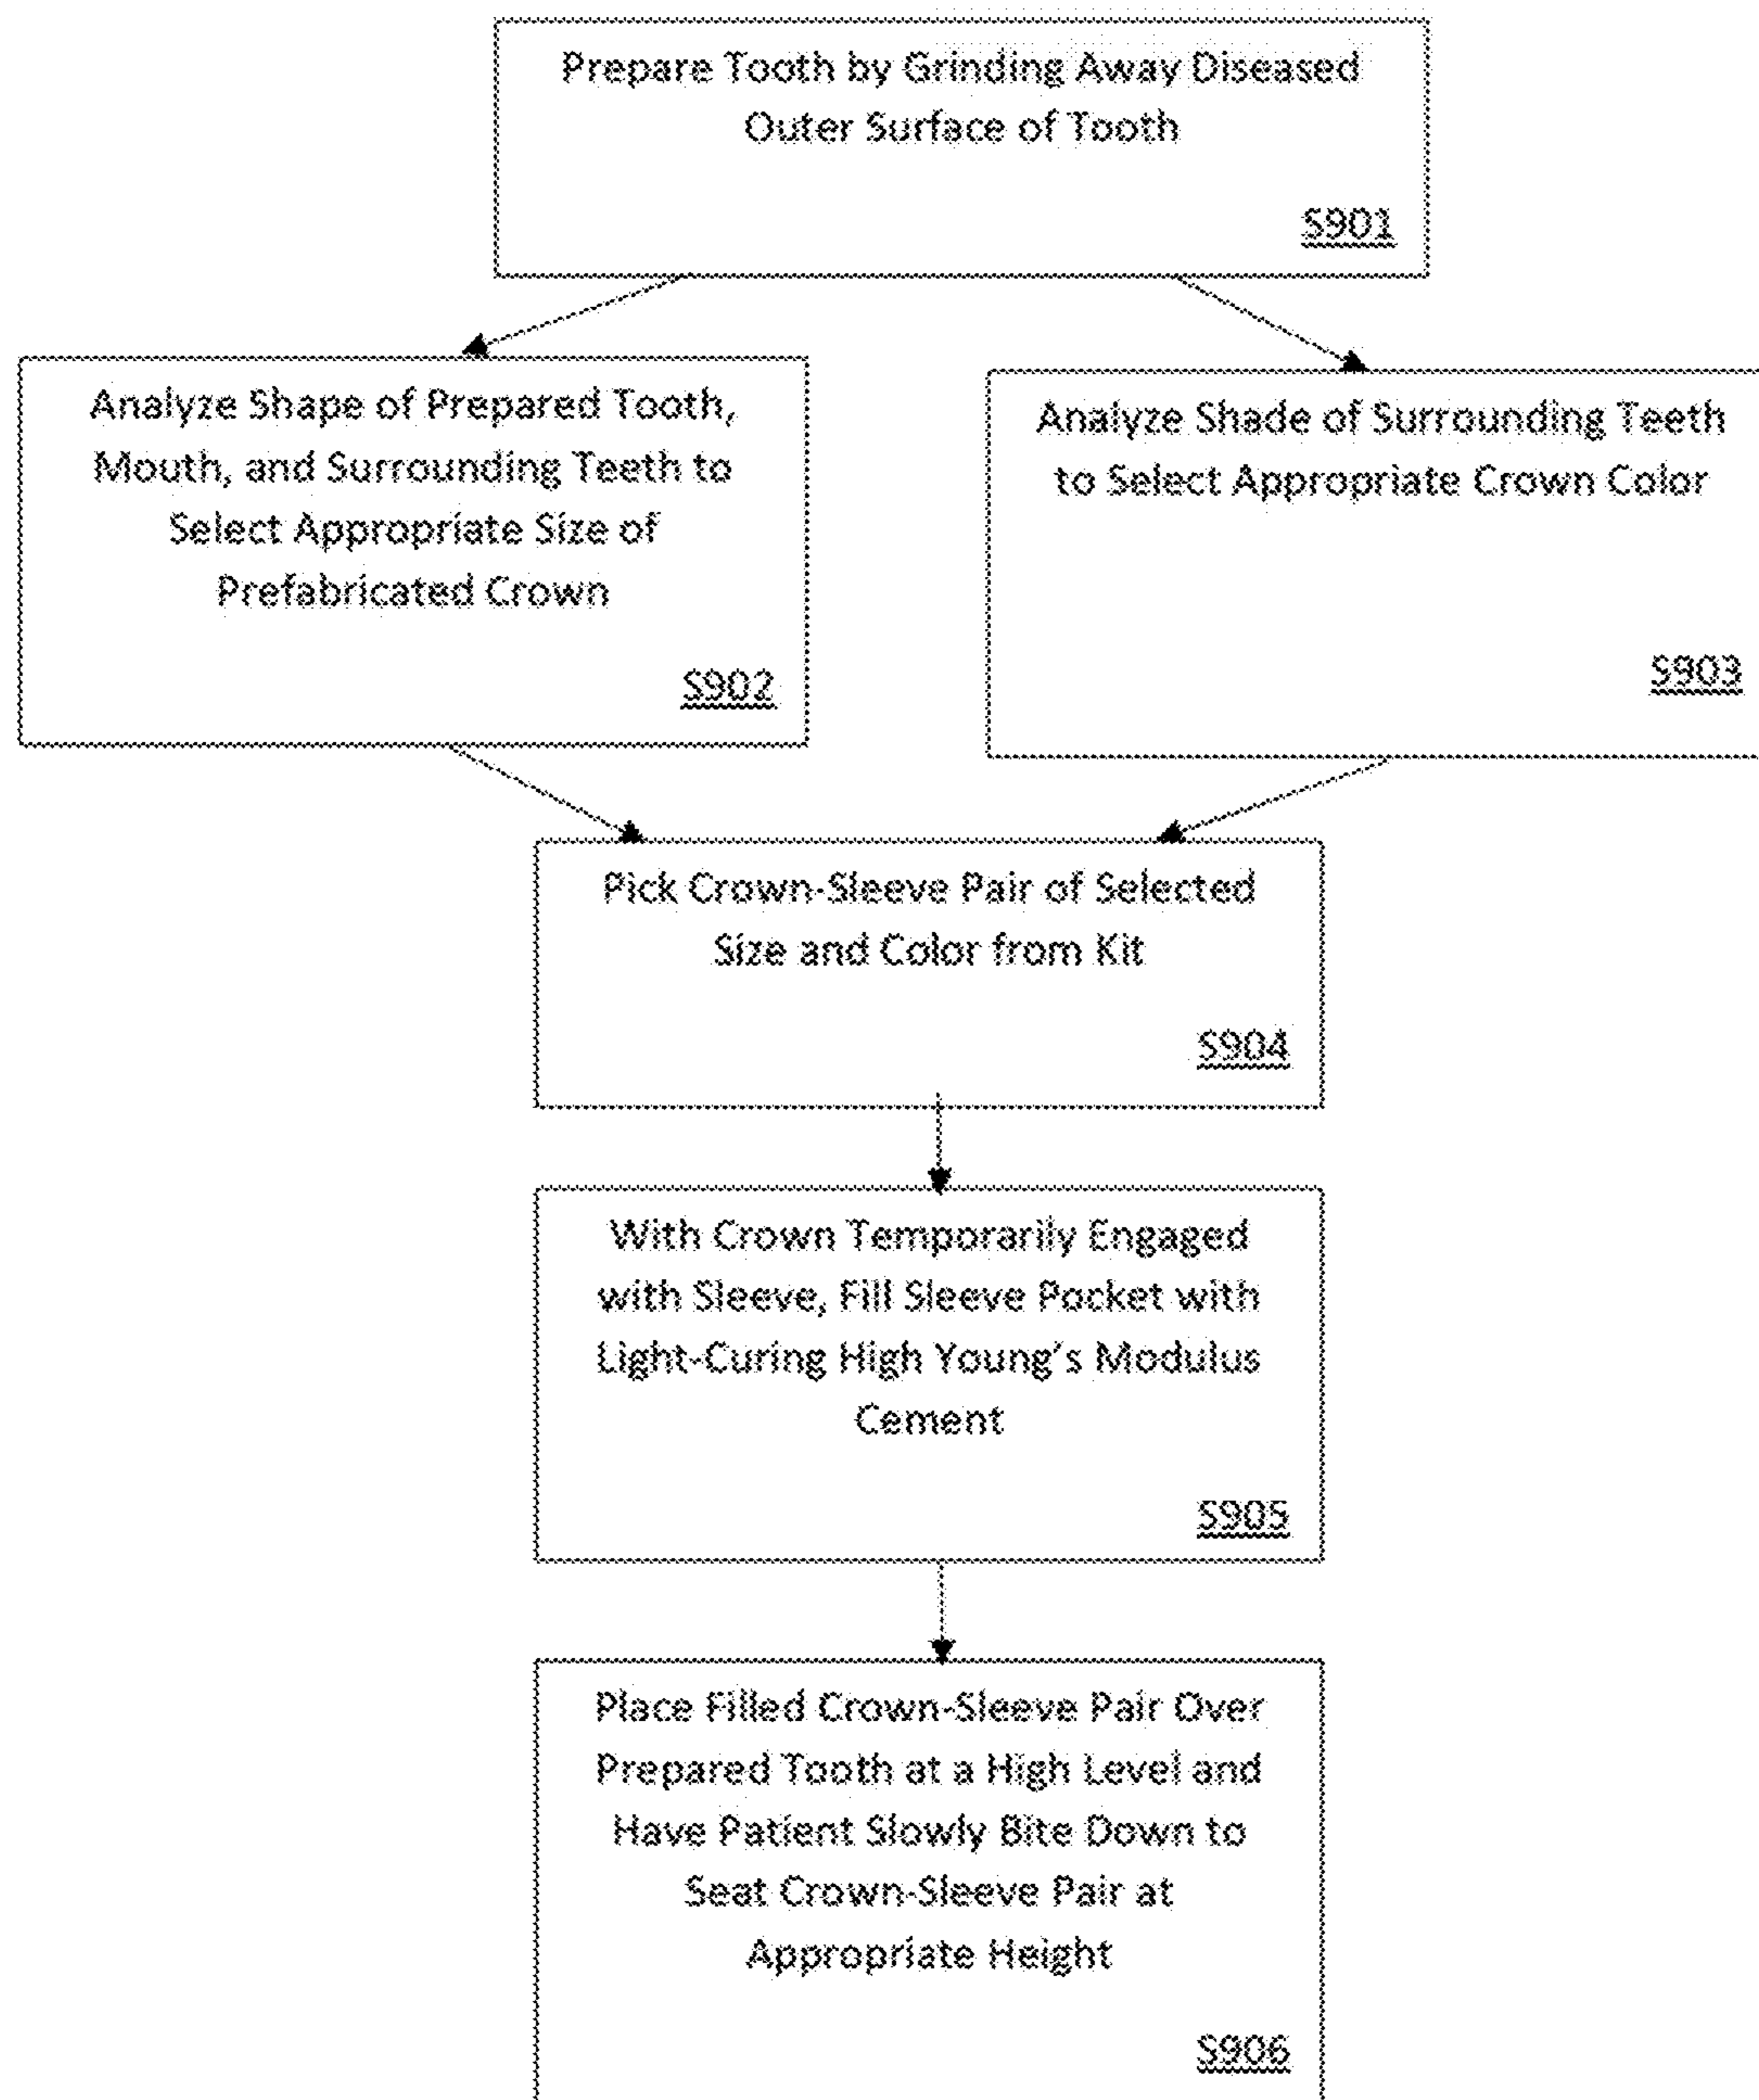 Prepare Tooth by Grinding Away Diseased
Outer Surface of Tooth
S901
Analyze Shape of Prepared Tooth,
Mouth, and Surrounding Teeth to
Select Appropriate Size of
Prefabricated Crown
S902
Analyze Shade of Surrounding Teeth
to Select Appropriate Crown Color
S903
Pick Crown-Sleeve Pair of Selected
Size and Color from Kit
S904
With Crown Temporarily Engaged
with Sleeve, Fill Sleeve Pocket with
Light-Curing High Young's Modulus
Cement
S905
Place Filled Crown-Sleeve Pair Over
Prepared Tooth at a High Level and
Have Patient Slowly Bite Down to
Seat Crown-Sleeve Pair at
Appropriate Height
S906